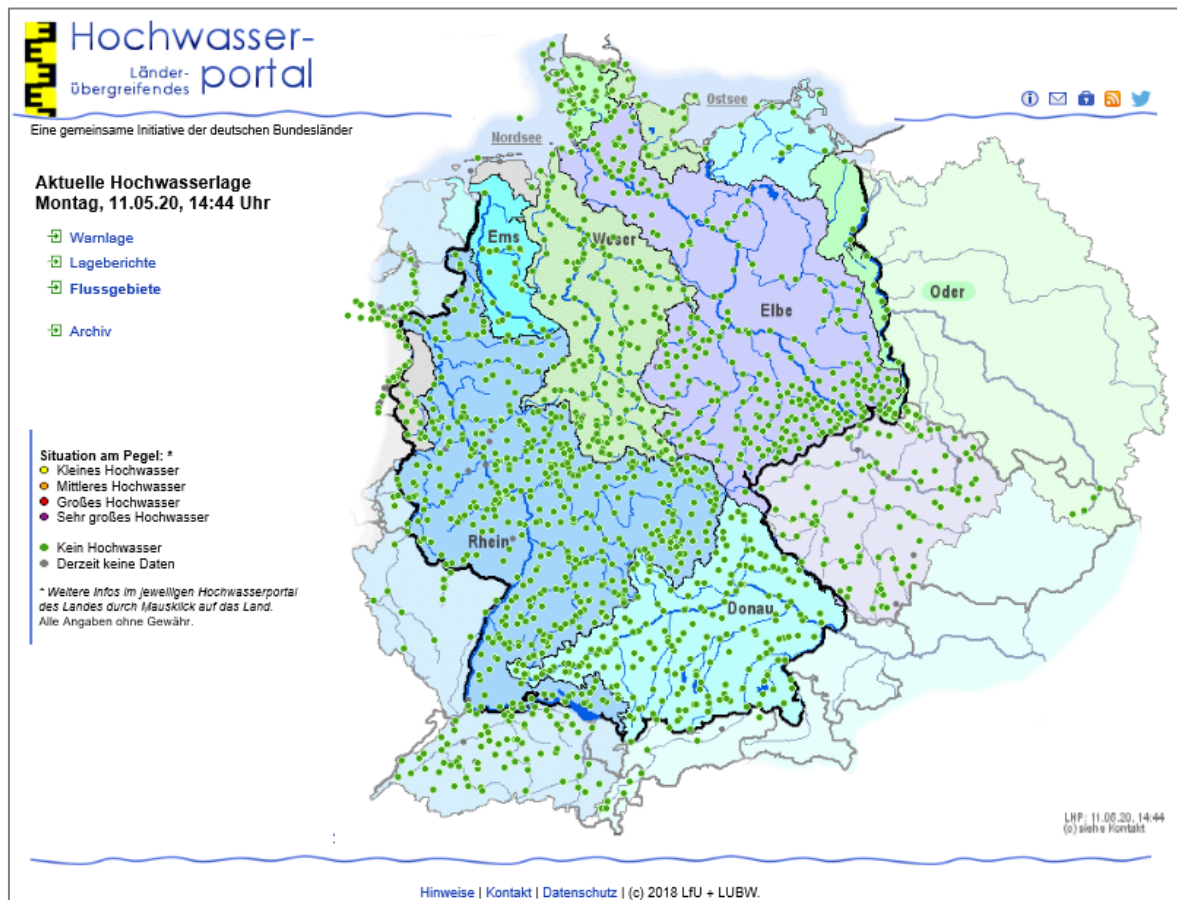 Hochwasser-
Länder-
übergreifendes portal
Eine gemeinsame Initiative der deutschen Bundesländer
Aktuelle Hochwasserlage
Montag, 11.05.20, 14:44 Uhr
Warnlage
Lageberichte
Flussgebiete
Archiv
Situation am Pegel: *
Kleines Hochwasser
Mittleres Hochwasser
Großes Hochwasser
Sehr großes Hochwasser
Kein Hochwasser
Derzeit keine Daten
* Weitere Infos im jeweiligen Hochwasserportal
des Landes durch Mausklick auf das Land.
Alle Angaben ohne Gewähr.
Ostsee
Nordsee
Ems
Weser
Oder
Elbe
Rhein
Donau
LHP: 11.05.20, 14:44
(c) siehe Kontakt
Hinweise | Kontakt | Datenschutz | (c) 2018 LfU + LUBW.